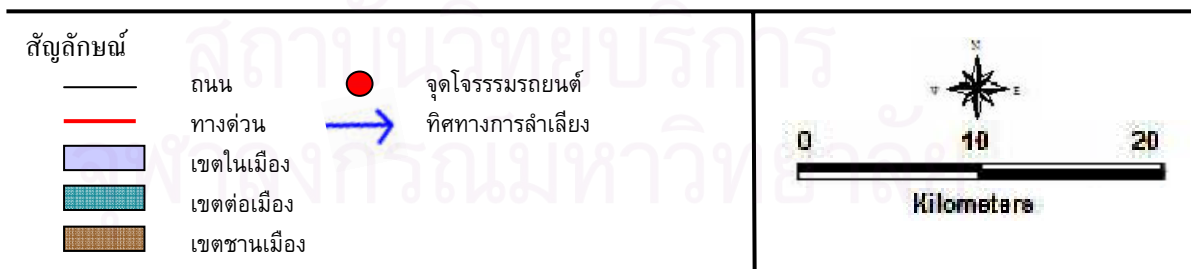 สัญลักษณ์
ถนน
ทางด่วน
เขตในเมือง
เขตต่อเมือง
เขตชานเมือง
จุดโจรรรมรถยนต์
ทิศทางการลำเลียง
สถาบันวิทยบริการ
จุฬาลงกรณ์มหาวิทยาลัย
N
E
0 10 20
Kilometers